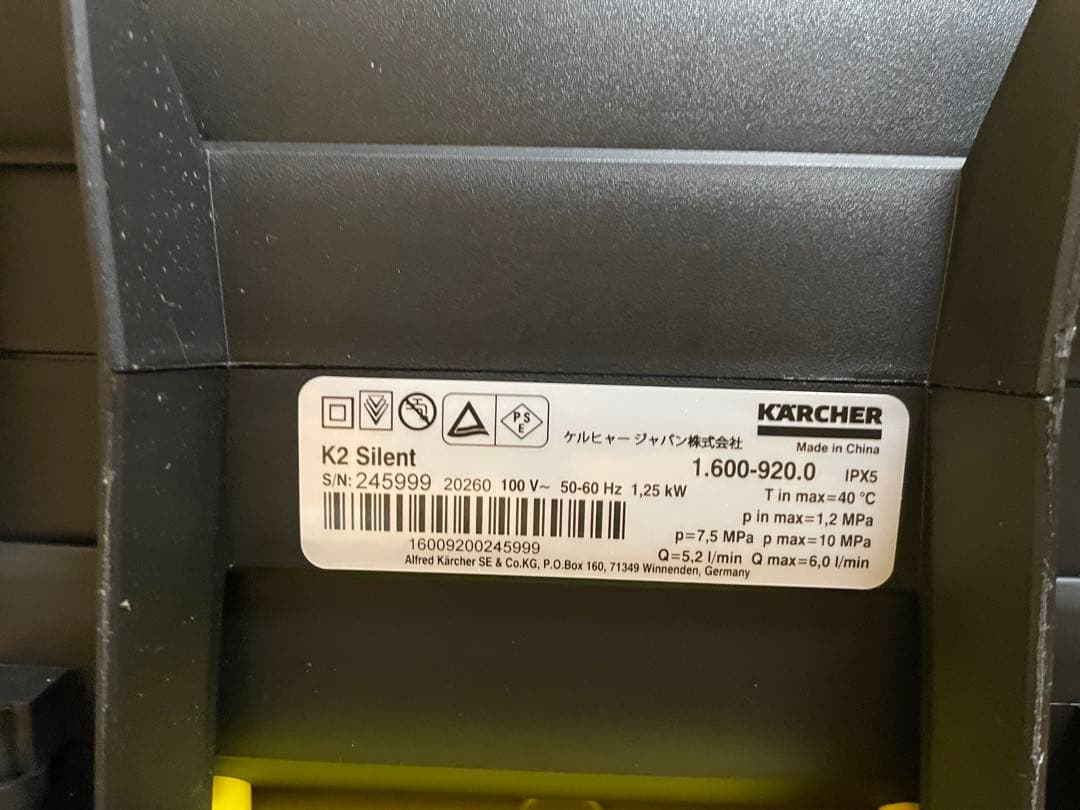 PS
E
ケルヒャー ジャパン株式会社
KÄRCHER
Made in China
K2 Silent
1.600-920.0 IPX5
S/N: 245999 20260 100 V~ 50-60 Hz 1,25 kW
T in max=40 °C
p in max=1,2 MPa
p=7,5 MPa p max=10 MPa
Q=5,2 l/min Q max=6,0 l/min
16009200245999
Alfred Kärcher SE & Co.KG, P.O.Box 160, 71349 Winnenden, Germany